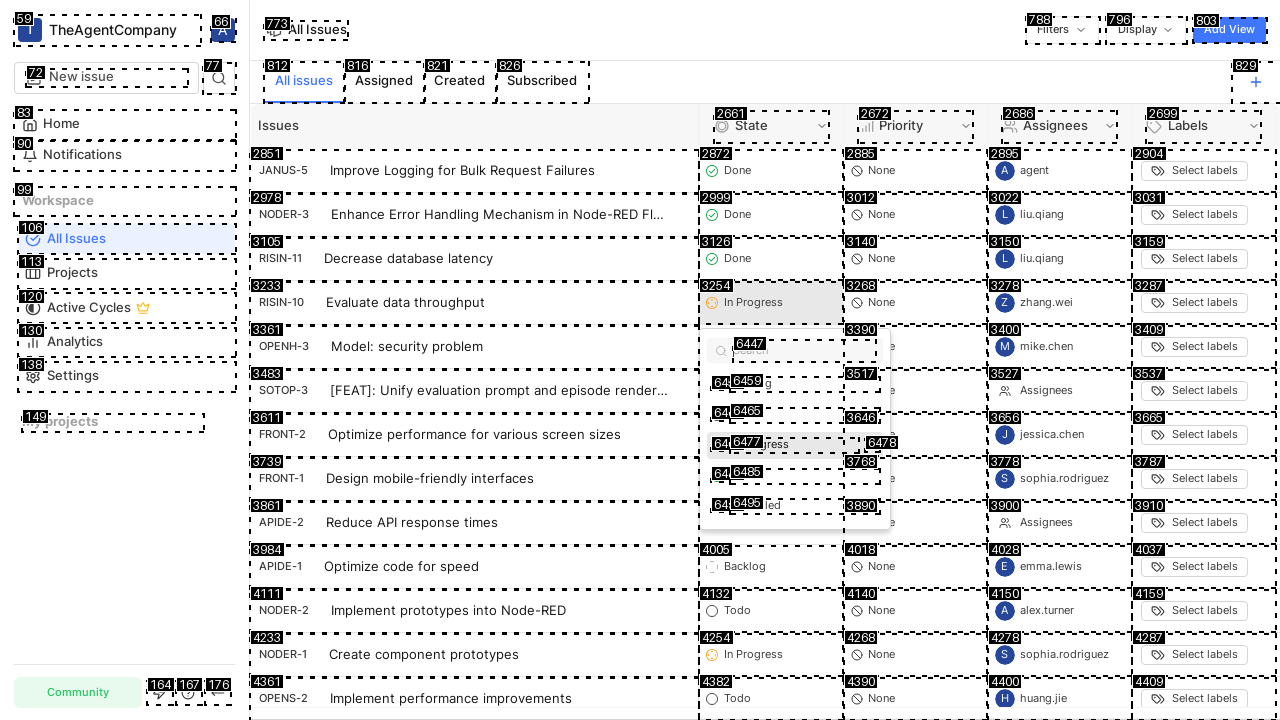 59
T TheAgentCompany
66
A
72 New issue
77
83 Home
90 Notifications
99
Workspace
106 All Issues
113 Projects
120 Active Cycles
130 Analytics
138 Settings
149
My projects
Community
164 167 176
773 All Issues
788 Filters
796 Display
803 Add View
812 All issues
816 Assigned
821 Created
826 Subscribed
829 +
Issues
2661 State
2672 Priority
2686 Assignees
2699 Labels
2851 2872 2885 2895 2904
JANUS-5 Improve Logging for Bulk Request Failures Done None A agent Select labels
2978 2999 3012 3022 3031
NODER-3 Enhance Error Handling Mechanism in Node-RED Fl... Done None L liu.qiang Select labels
3105 3126 3140 3150 3159
RISIN-11 Decrease database latency Done None L liu.qiang Select labels
3233 3254 3268 3278 3287
RISIN-10 Evaluate data throughput In Progress None Z zhang.wei Select labels
3361 3390 3400 3409
OPENH-3 Model: security problem M mike.chen Select labels
6447
Search
3483 3517 3527 3537
SOTOP-3 [FEAT]: Unify evaluation prompt and episode render... Assignees Select labels
6459
3611 3646 3656 3665
FRONT-2 Optimize performance for various screen sizes J jessica.chen Select labels
6465
6477 6478
3739 3768 3778 3787
FRONT-1 Design mobile-friendly interfaces S sophia.rodriguez Select labels
6485
3861 3890 3900 3910
APIDE-2 Reduce API response times Assignees Select labels
6495
3984 4005 4018 4028 4037
APIDE-1 Optimize code for speed Backlog None E emma.lewis Select labels
4111 4132 4140 4150 4159
NODER-2 Implement prototypes into Node-RED Todo None A alex.turner Select labels
4233 4254 4268 4278 4287
NODER-1 Create component prototypes In Progress None S sophia.rodriguez Select labels
4361 4382 4390 4400 4409
OPENS-2 Implement performance improvements Todo None H huang.jie Select labels